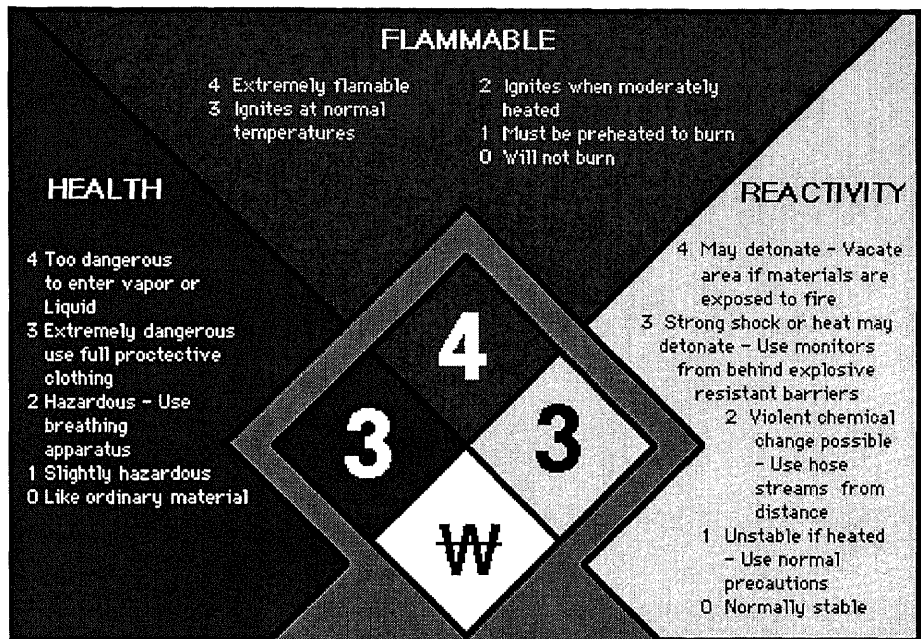 FLAMMABLE
4 Extremely flamable
3 Ignites at normal
temperatures
2 Ignites when moderately
heated
1 Must be preheated to burn
0 Will not burn
HEALTH
4 Too dangerous
to enter vapor or
Liquid
3 Extremely dangerous
use full proctective
clothing
2 Hazardous - Use
breathing
apparatus
1 Slightly hazardous
0 Like ordinary material
REACTIVITY
4 May detonate - Vacate
area if materials are
exposed to fire
3 Strong shock or heat may
detonate - Use monitors
from behind explosive
resistant barriers
2 Violent chemical
change possible
- Use hose
streams from
distance
1 Unstable if heated
- Use normal
precautions
0 Normally stable
4
3
3
W